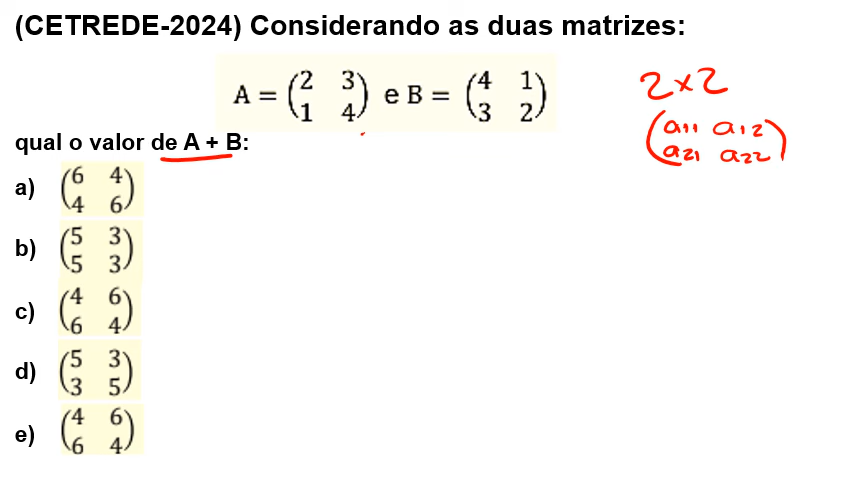 (CETREDE-2024) Considerando as duas matrizes:
A = (2 3
1 4) e B = (4 1
3 2)
2x2
(a11 a12
a21 a22)
qual o valor de A + B:
a) (6 4
4 6)
b) (5 3
5 3)
c) (4 6
6 4)
d) (5 3
3 5)
e) (4 6
6 4)